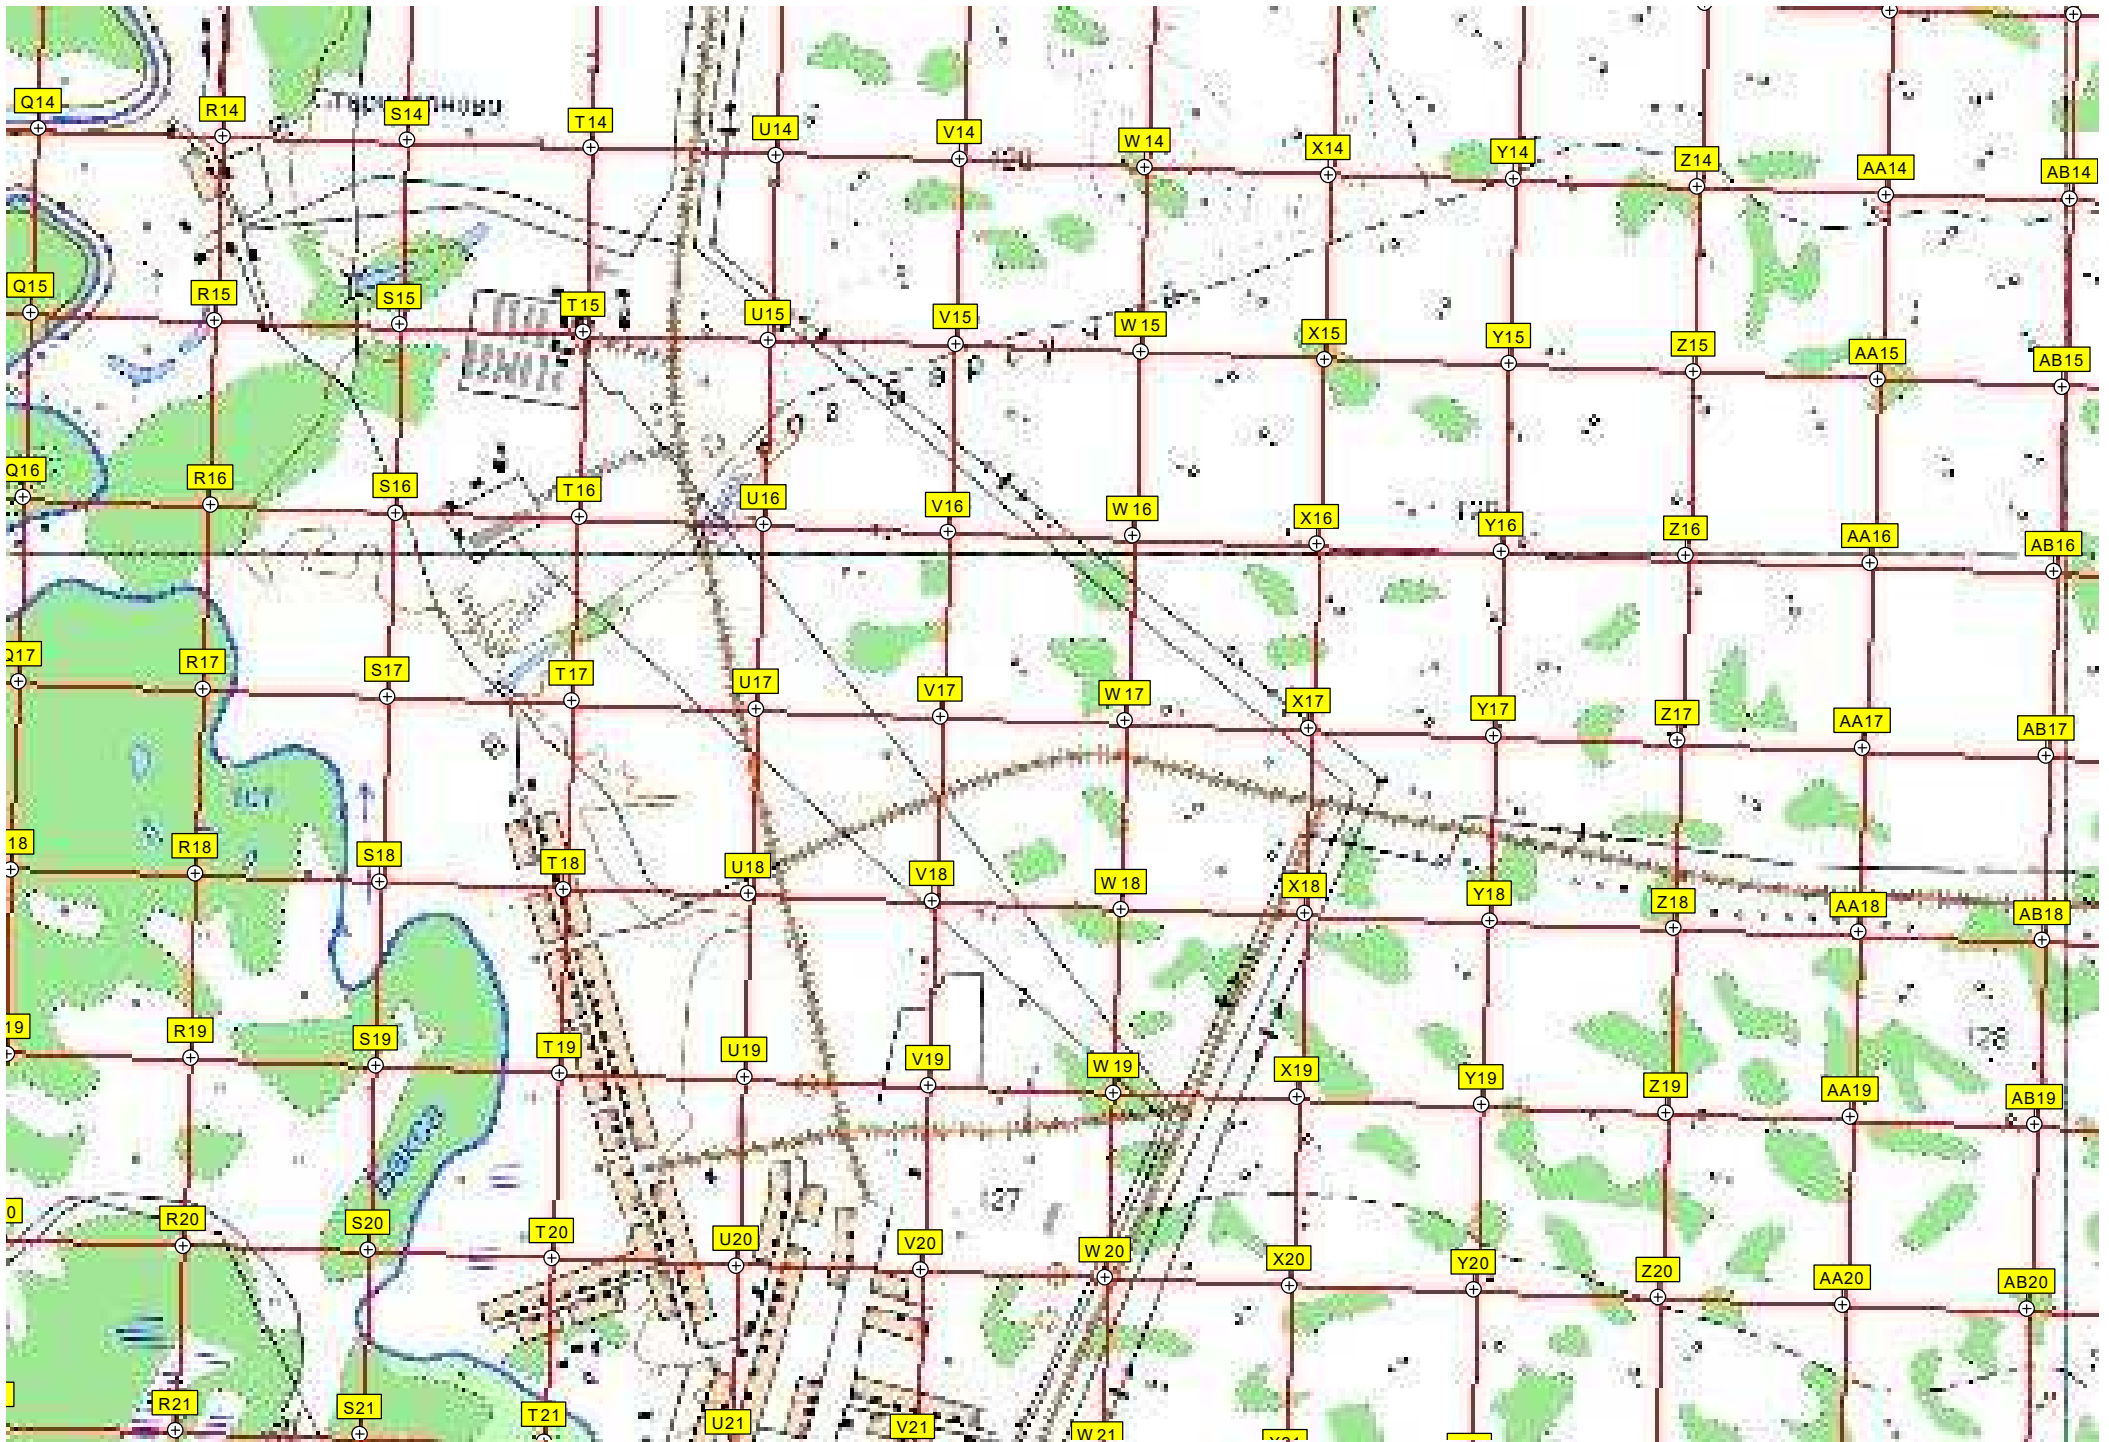 Q14 R14 S14 T14 U14 V14 W14 X14 Y14 Z14 AA14 AB14
Q15 R15 S15 T15 U15 V15 W15 X15 Y15 Z15 AA15 AB15
Q16 R16 S16 T16 U16 V16 W16 X16 Y16 Z16 AA16 AB16
Q17 R17 S17 T17 U17 V17 W17 X17 Y17 Z17 AA17 AB17
18 R18 S18 T18 U18 V18 W18 X18 Y18 Z18 AA18 AB18
128
19 R19 S19 T19 U19 V19 W19 X19 Y19 Z19 AA19 AB19
127
0 R20 S20 T20 U20 V20 W20 X20 Y20 Z20 AA20 AB20
R21 S21 T21 U21 V21 W21